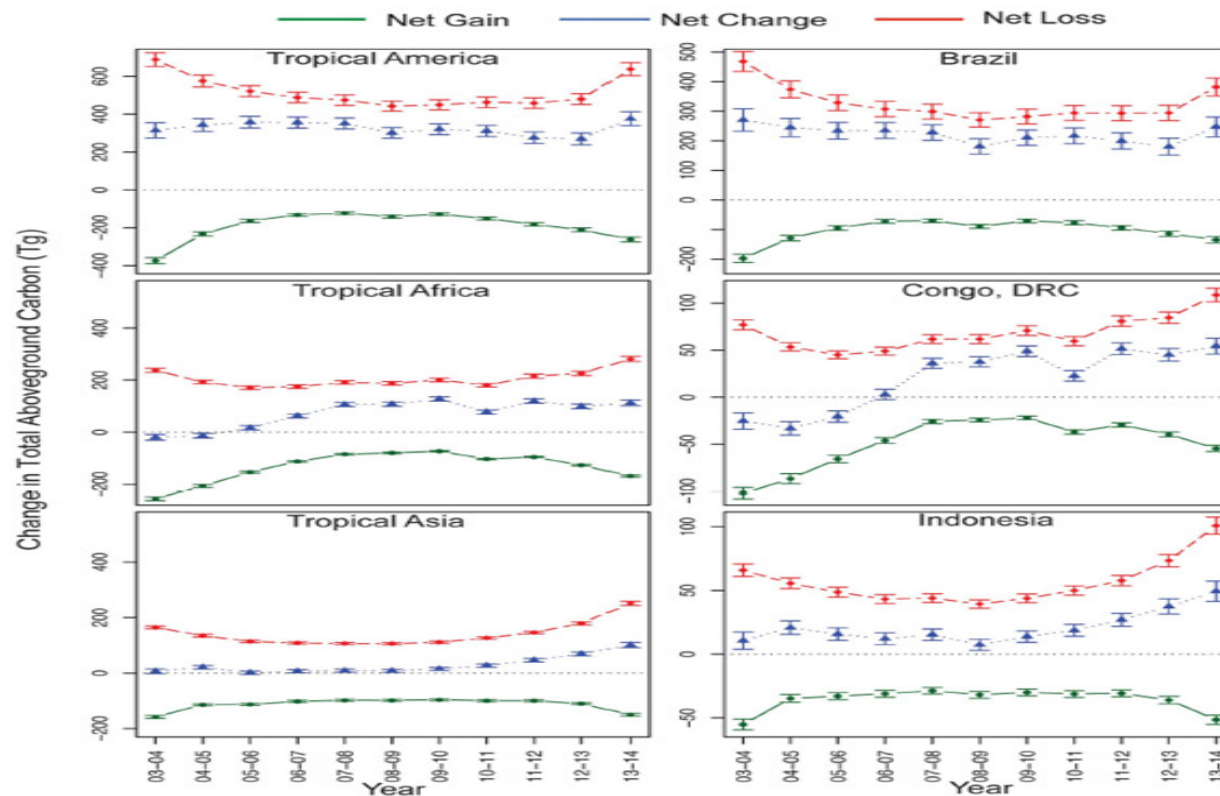 Net Gain Net Change Net Loss
Change in Total Aboveground Carbon (Tg)
Tropical America
600
400
200
0
−200
−400
Brazil
500
400
300
200
100
0
−200
Tropical Africa
400
200
0
−200
Congo, DRC
100
50
0
−50
−100
Tropical Asia
400
200
0
−200
Indonesia
100
50
0
−50
03−04 04−05 05−06 06−07 07−08 08−09 09−10 10−11 11−12 12−13 13−14
03−04 04−05 05−06 06−07 07−08 08−09 09−10 10−11 11−12 12−13 13-14
Year Year